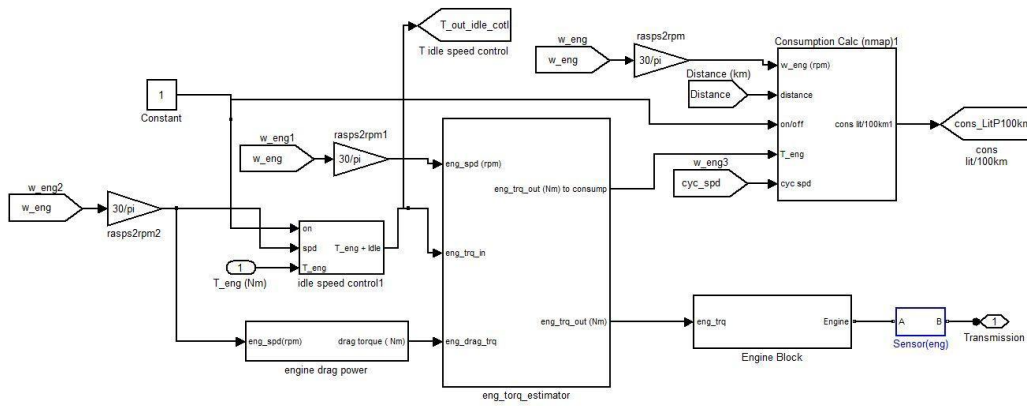 T_out_idle_cotl
T idle speed control
w_eng
w_eng
rasps2rpm
30/pi
Consumption Calc (nmap)1
w_eng (rpm)
Distance (km)
Distance
distance
on/off
cons lit/100km
cons_LitP100km
cons
lit/100km
T_eng
w_eng3
cyc_spd
cyc spd
1
Constant
w_eng1
w_eng
rasps2rpm1
30/pi
eng_spd (rpm)
eng_trq_out (Nm) to consump
w_eng2
w_eng
30/pi
rasps2rpm2
on
spd
T_eng + Idle
T_eng
idle speed control1
1
T_eng (Nm)
eng_trq_in
eng_trq_out (Nm)
eng_drag_trq
eng_torq_estimator
eng_spd(rpm)
drag torque ( Nm)
engine drag power
eng_trq
Engine
Engine Block
A
B
Sensor(eng)
1
Transmission